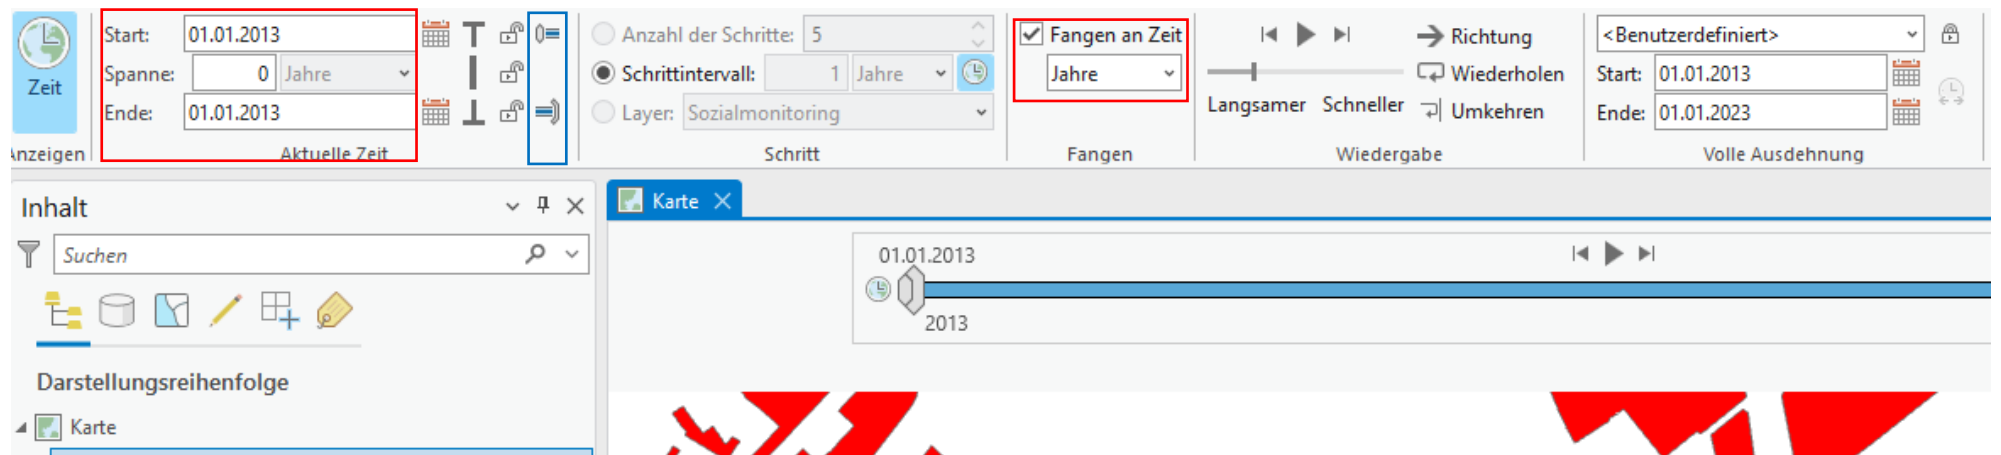 Start: 01.01.2013
Spanne: 0 Jahre
Ende: 01.01.2013
Zeit
Anzeigen
Aktuelle Zeit
Anzahl der Schritte: 5
Schrittintervall: 1 Jahre
Layer: Sozialmonitoring
Schritt
Fangen an Zeit
Jahre
Fangen
Langsamer Schneller
Richtung
Wiederholen
Umkehren
Wiedergabe
<Benutzerdefiniert>
Start: 01.01.2013
Ende: 01.01.2023
Volle Ausdehnung
Inhalt
Suchen
Darstellungsreihenfolge
Karte
Karte
01.01.2013
2013